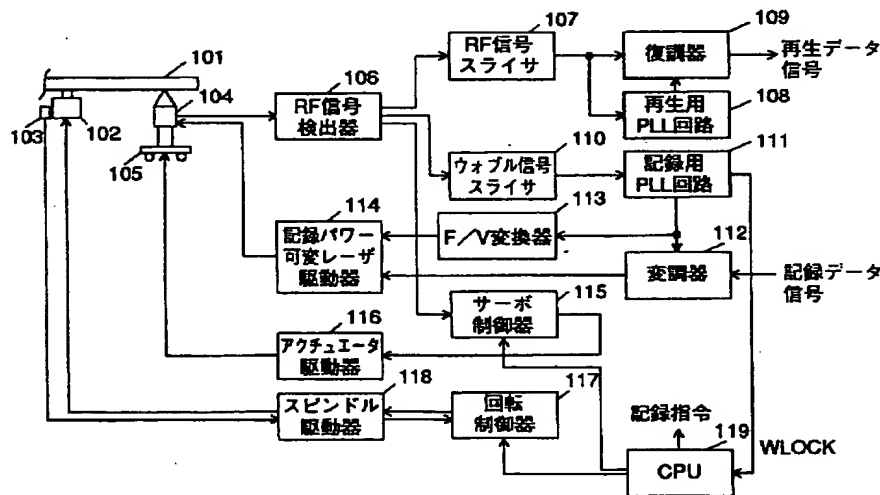 101
103
102
104
105
106
RF信号
検出器
107
RF信号
スライサ
109
復調器
再生データ
信号
再生用
PLL回路
108
110
ウォブル信号
スライサ
111
記録用
PLL回路
114
記録パワー
可変レーザ
駆動器
113
F/V変換器
112
変調器
記録データ
信号
115
サーボ
制御器
116
アクチュエータ
駆動器
118
スピンドル
駆動器
117
回転
制御器
記録指令
119
CPU
WLOCK